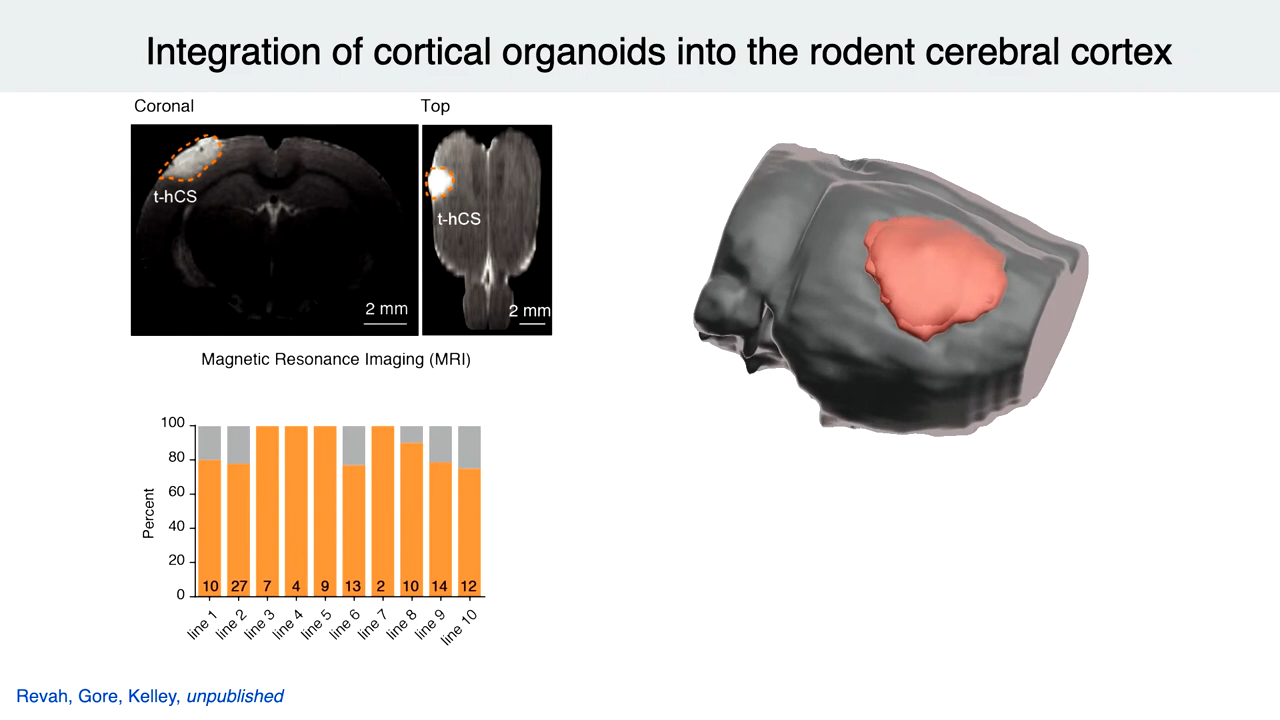 Integration of cortical organoids into the rodent cerebral cortex
Coronal
Top
t-hCS
t-hCS
2 mm
2 mm
Magnetic Resonance Imaging (MRI)
Percent
100
80
60
40
20
0
10 27 7 4 9 13 2 10 14 12
line 1 line 2 line 3 line 4 line 5 line 6 line 7 line 8 line 9 line 10
Revah, Gore, Kelley, unpublished